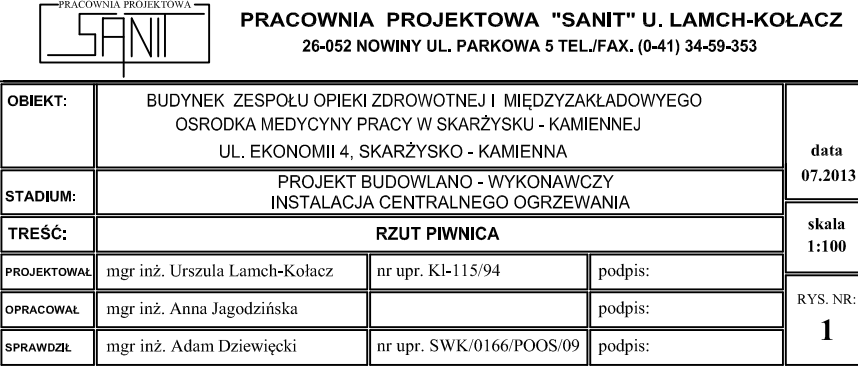 PRACOWNIA PROJEKTOWA
SANIT
PRACOWNIA PROJEKTOWA "SANIT" U. LAMCH-KOŁACZ
26-052 NOWINY UL. PARKOWA 5 TEL./FAX. (0-41) 34-59-353
OBIEKT:
BUDYNEK ZESPOŁU OPIEKI ZDROWOTNEJ I MIĘDZYZAKŁADOWYEGO
OSRODKA MEDYCYNY PRACY W SKARŻYSKU - KAMIENNEJ
UL. EKONOMII 4, SKARŻYSKO - KAMIENNA
data
07.2013
STADIUM:
PROJEKT BUDOWLANO - WYKONAWCZY
INSTALACJA CENTRALNEGO OGRZEWANIA
skala
1:100
TREŚĆ:
RZUT PIWNICA
PROJEKTOWAŁ
mgr inż. Urszula Lamch-Kołacz
nr upr. Kl-115/94
podpis:
OPRACOWAŁ
mgr inż. Anna Jagodzińska
podpis:
SPRAWDZIŁ
mgr inż. Adam Dziewięcki
nr upr. SWK/0166/POOS/09
podpis:
RYS. NR:
1